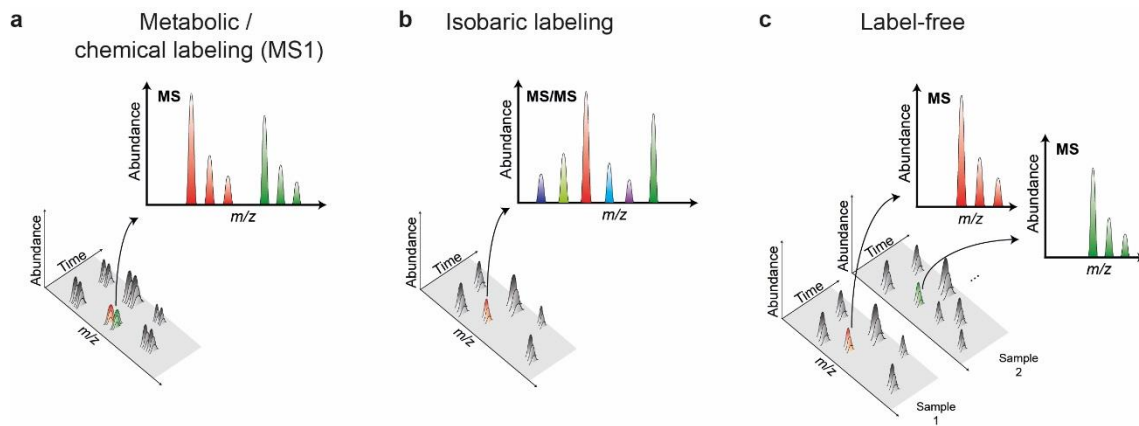 a
Metabolic /
chemical labeling (MS1)
MS
Abundance
m/z
Abundance
Time
m/z
b
Isobaric labeling
MS/MS
Abundance
m/z
Abundance
Time
m/z
c
Label-free
MS
Abundance
m/z
MS
Abundance
m/z
Abundance
Time
...
Sample
2
Abundance
Time
m/z
Sample
1